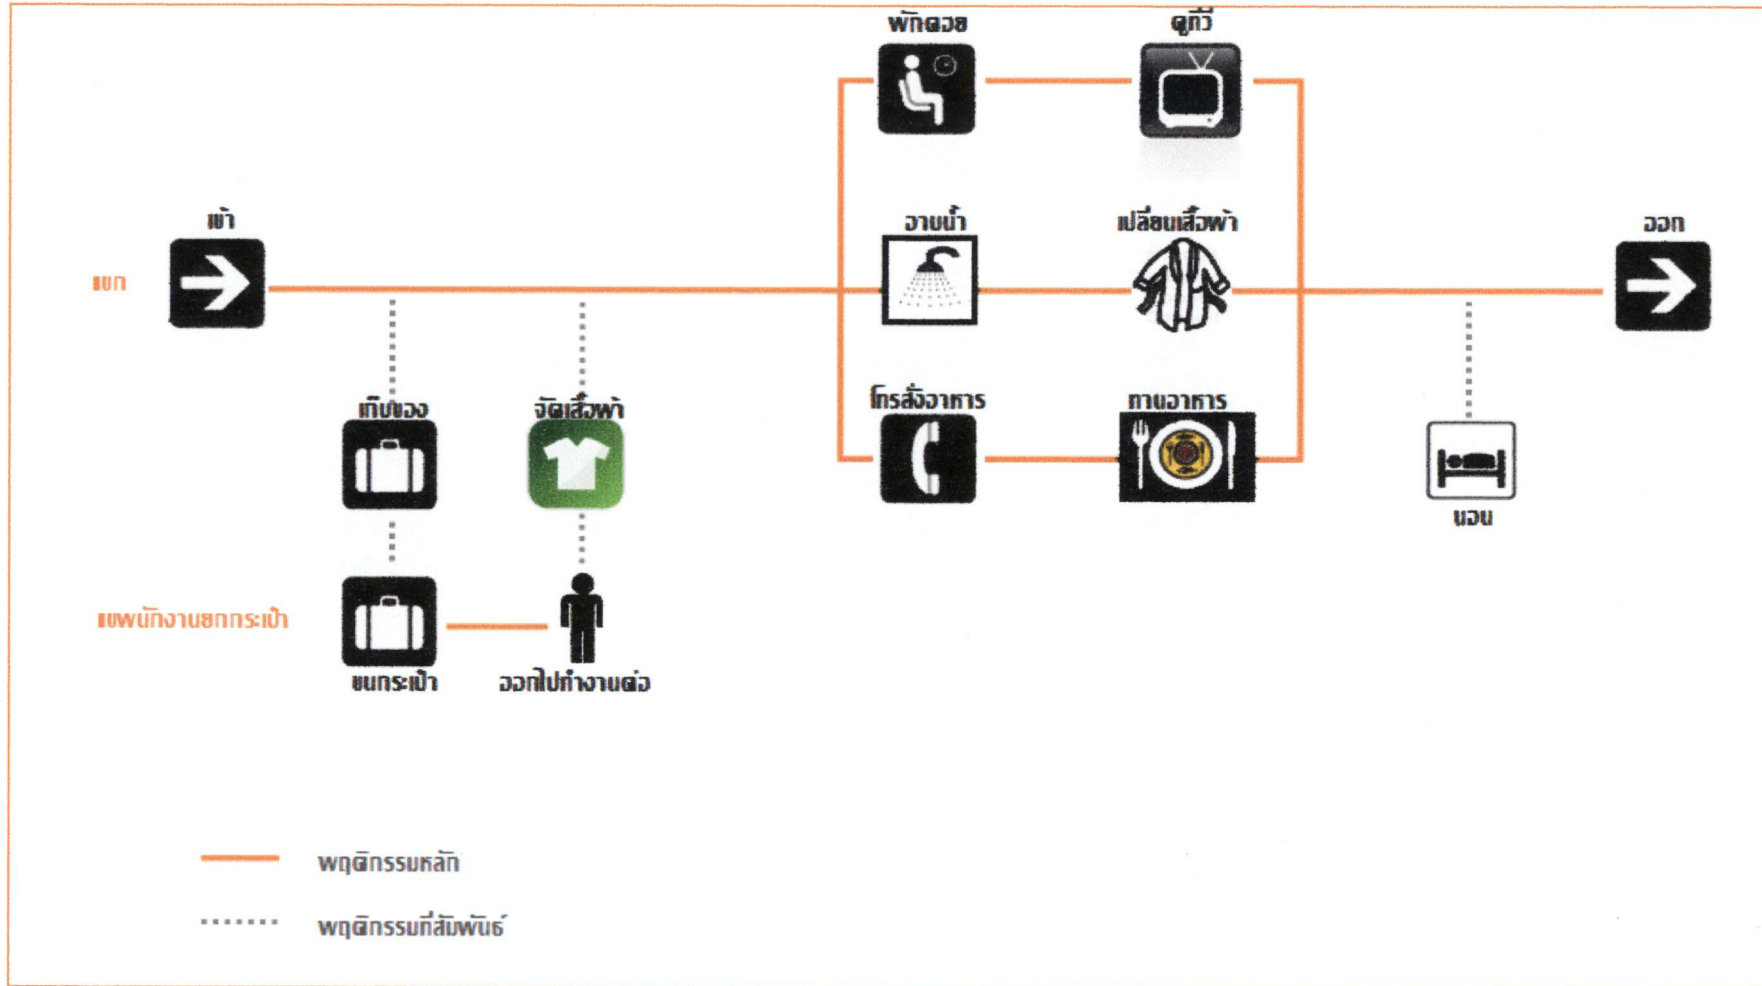 พักคอย
ดูทีวี
เข้า
อาบน้ำ
เปลี่ยนเสื้อผ้า
ออก
แขก
เก็บของ
จัดเสื้อผ้า
โทรสั่งอาหาร
ทานอาหาร
นอน
แขพนักงานยกกระเป๋า
ขนกระเป๋า
ออกไปทำงานต่อ
พฤติกรรมหลัก
พฤติกรรมที่สัมพันธ์